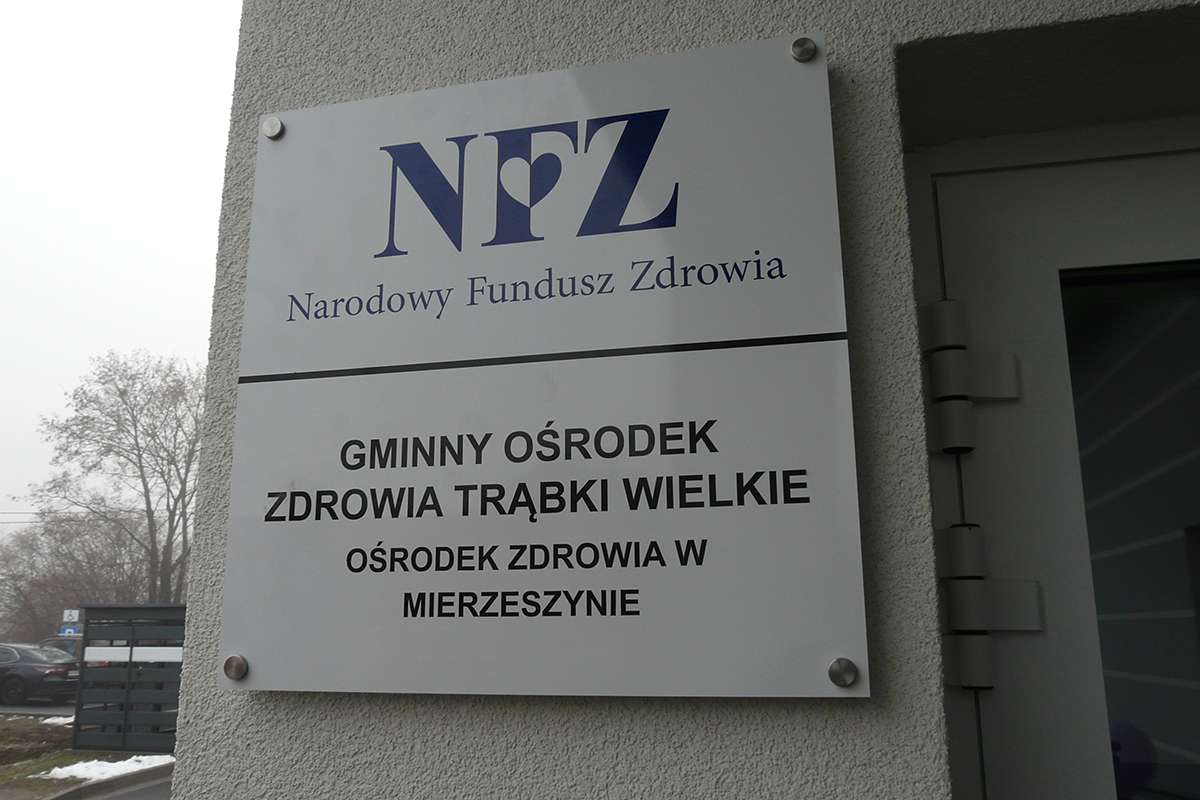 NFZ
Narodowy Fundusz Zdrowia
GMINNY OŚRODEK
ZDROWIA TRĄBKI WIELKIE
OŚRODEK ZDROWIA W
MIERZESZYNIE